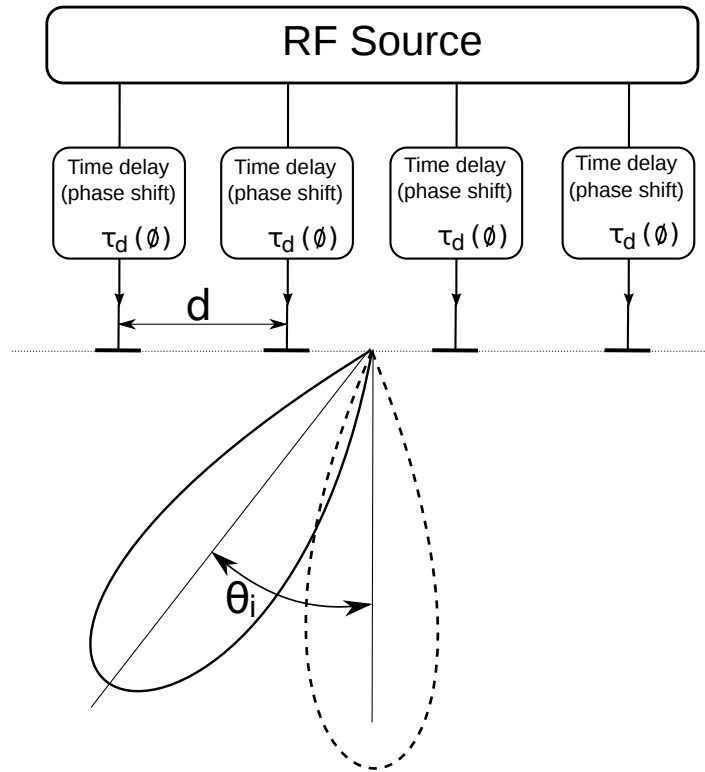 RF Source
Time delay
(phase shift)
τd (∅)
Time delay
(phase shift)
τd (∅)
Time delay
(phase shift)
τd (∅)
Time delay
(phase shift)
τd (∅)
d
θi